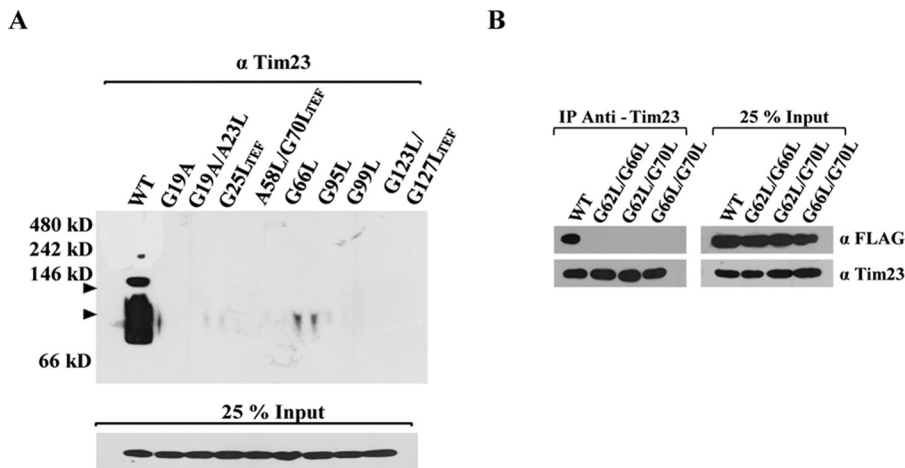 A
α Tim23
WT
G19A
G19A/A23L
G25LTEF
A58L/G70LTEF
G66L
G95L
G99L
G123L/
G127LTEF
480 kD
242 kD
146 kD
66 kD
25 % Input
B
IP Anti - Tim23
WT
G62L/G66L
G62L/G70L
G66L/G70L
25 % Input
WT
G62L/G66L
G62L/G70L
G66L/G70L
α FLAG
α Tim23